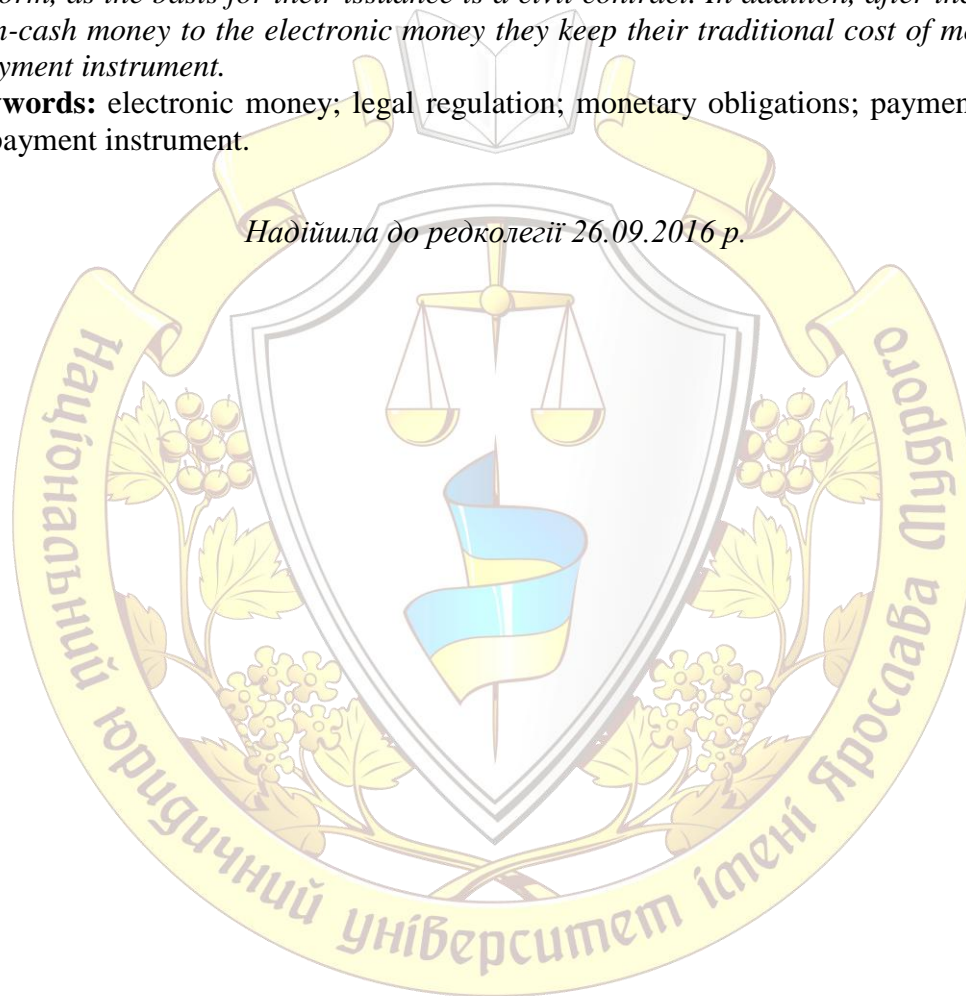 form, as the basis for their issuance is a civil contract. In addition, after the
n-cash money to the electronic money they keep their traditional cost of
yment instrument.
words: electronic money; legal regulation; monetary obligations; payment
payment instrument.
Надійшла до редколегії 26.09.2016 р.
Національний юридичний університет імені Ярослава Мудрого